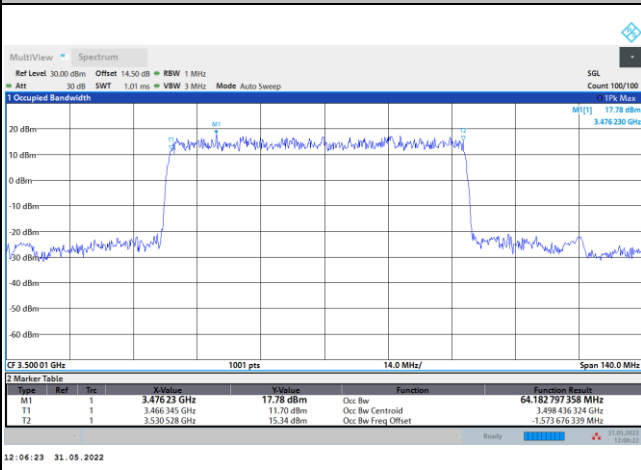 MultiView Spectrum
Ref Level 30.00 dBm Offset 14.50 dB RBW 1 MHz SGL
Att 30 dB SWT 1.01 ms VBW 3 MHz Mode Auto Sweep Count 100/100
1 Occupied Bandwidth 1Pk Max
M1[1] 17.78 dBm
3.476 230 GHz
M1
T1
T2
20 dBm
10 dBm
0 dBm
-10 dBm
-20 dBm
-30 dBm
-40 dBm
-50 dBm
-60 dBm
CF 3.500 01 GHz 1001 pts 14.0 MHz/ Span 140.0 MHz
2 Marker Table
Type Ref Trc X-Value Y-Value Function Function Result
M1 1 3.476 23 GHz 17.78 dBm Occ Bw 64.182 797 358 MHz
T1 1 3.466 345 GHz 11.70 dBm Occ Bw Centroid 3.498 436 324 GHz
T2 1 3.530 528 GHz 15.34 dBm Occ Bw Freq Offset -1.573 676 339 MHz
Ready 31.05.2022
12:06:22
12:06:23 31.05.2022